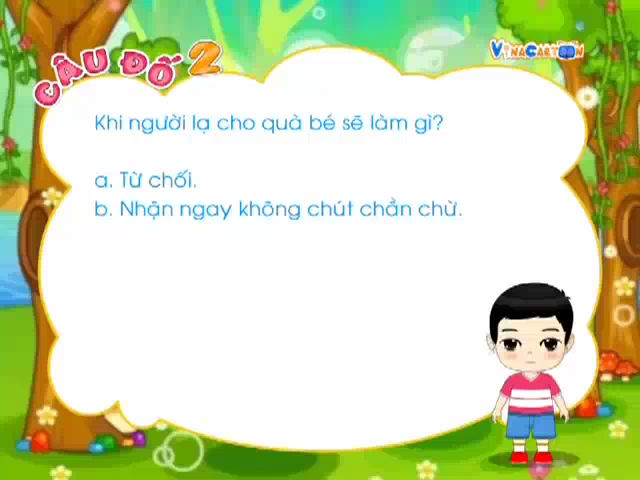 CÂU ĐỐ 2
VINACARTOON
Khi người lạ cho quà bé sẽ làm gì?
a. Từ chối.
b. Nhận ngay không chút chần chừ.